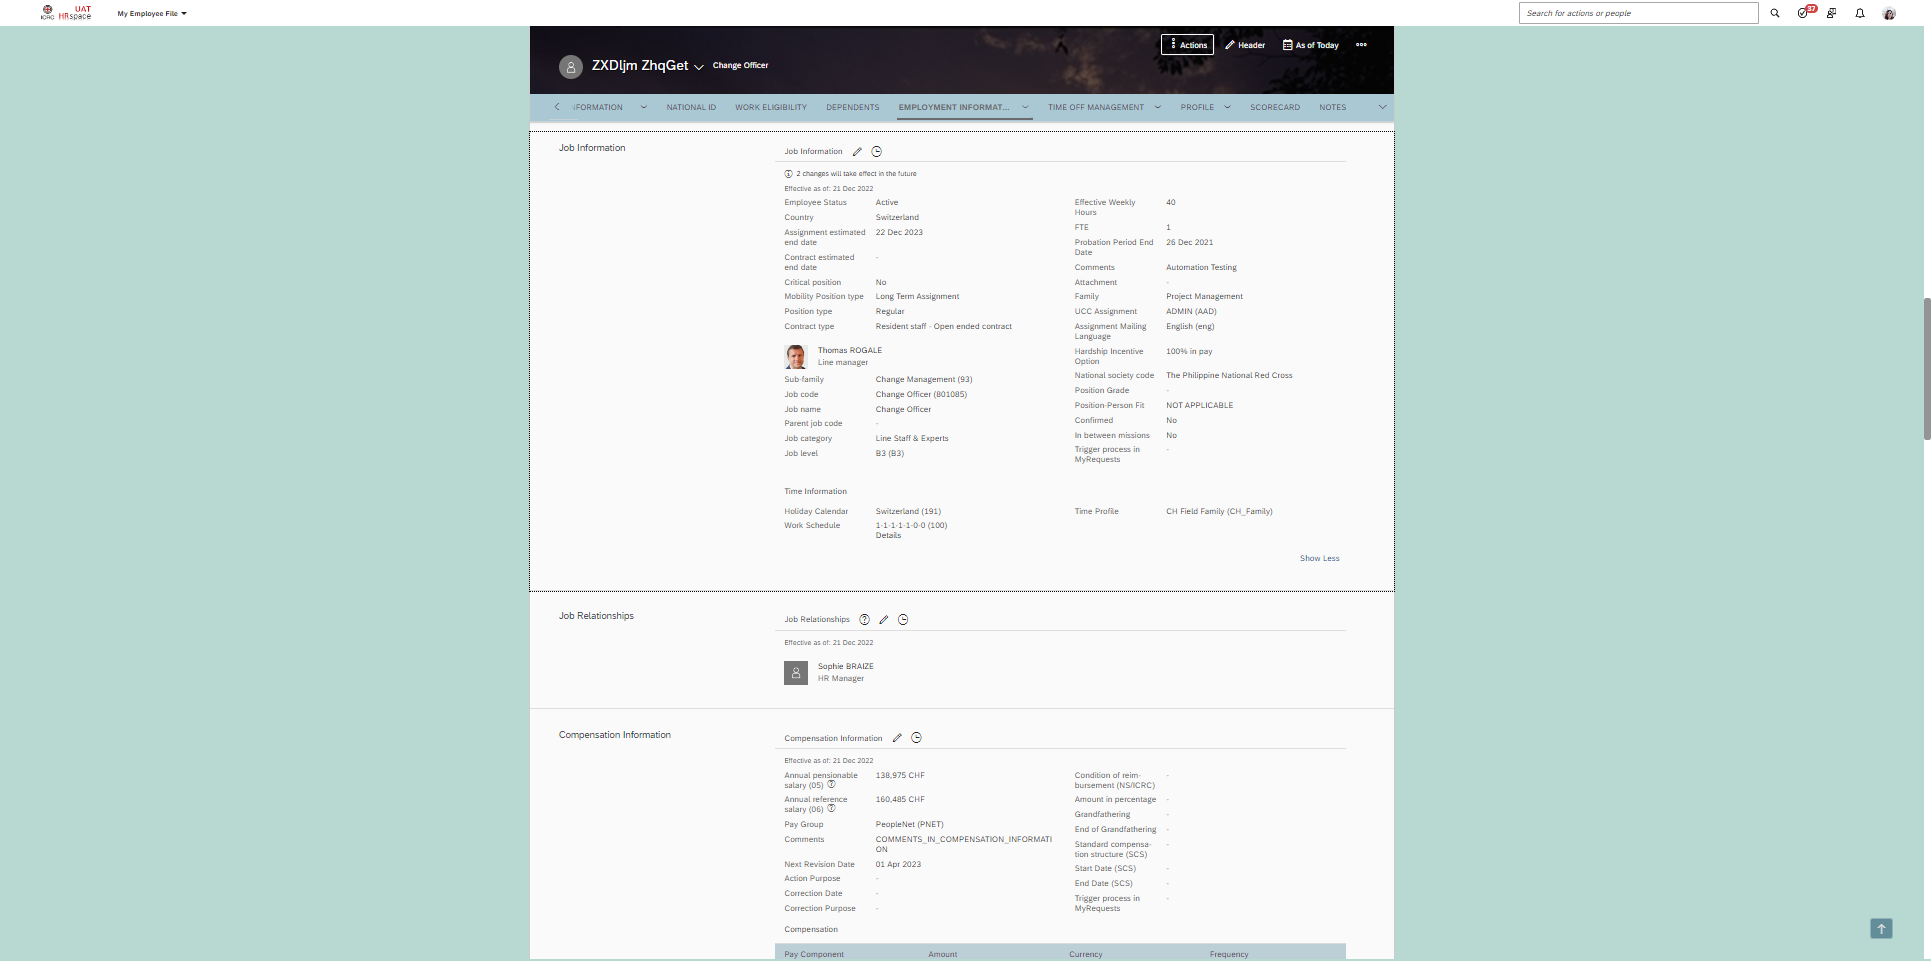 ICRC
UAT
HRspace
My Employee File
Search for actions or people
37
ZXDljm ZhqGet
Change Officer
Actions
Header
As of Today
FORMATION
NATIONAL ID
WORK ELIGIBILITY
DEPENDENTS
EMPLOYMENT INFORMAT...
TIME OFF MANAGEMENT
PROFILE
SCORECARD
NOTES
Job Information
Job Information
2 changes will take effect in the future
Effective as of: 21 Dec 2022
Employee Status Active
Country Switzerland
Assignment estimated 22 Dec 2023
end date
Contract estimated -
end date
Critical position No
Mobility Position type Long Term Assignment
Position type Regular
Contract type Resident staff - Open ended contract
Thomas ROGALE
Line manager
Sub-family Change Management (93)
Job code Change Officer (801085)
Job name Change Officer
Parent job code -
Job category Line Staff & Experts
Job level B3 (B3)
Effective Weekly 40
Hours
FTE 1
Probation Period End 26 Dec 2021
Date
Comments Automation Testing
Attachment -
Family Project Management
UCC Assignment ADMIN (AAD)
Assignment Mailing English (eng)
Language
Hardship Incentive 100% in pay
Option
National society code The Philippine National Red Cross
Position Grade -
Position-Person Fit NOT APPLICABLE
Confirmed No
In between missions No
Trigger process in -
MyRequests
Time Information
Holiday Calendar Switzerland (191)
Work Schedule 1-1-1-1-1-0-0 (100)
Details
Time Profile CH Field Family (CH_Family)
Show Less
Job Relationships
Job Relationships
Effective as of: 21 Dec 2022
Sophie BRAIZE
HR Manager
Compensation Information
Compensation Information
Effective as of: 21 Dec 2022
Annual pensionable 138,975 CHF
salary (05)
Annual reference 160,485 CHF
salary (06)
Pay Group PeopleNet (PNET)
Comments COMMENTS_IN_COMPENSATION_INFORMATI
ON
Next Revision Date 01 Apr 2023
Action Purpose -
Correction Date -
Correction Purpose -
Condition of reim- -
bursement (NS/ICRC)
Amount in percentage -
Grandfathering -
End of Grandfathering -
Standard compensa- -
tion structure (SCS)
Start Date (SCS) -
End Date (SCS) -
Trigger process in -
MyRequests
Compensation
Pay Component Amount Currency Frequency